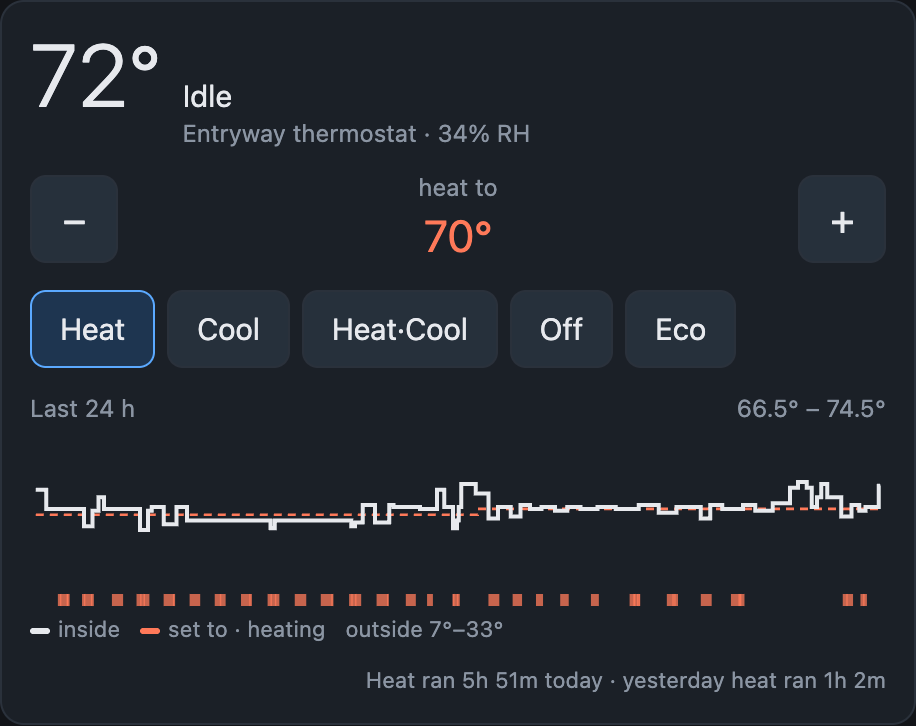 72° Idle
Entryway thermostat · 34% RH
heat to
− 70° +
Heat Cool Heat·Cool Off Eco
Last 24 h 66.5° – 74.5°
inside set to · heating outside 7°–33°
Heat ran 5h 51m today · yesterday heat ran 1h 2m